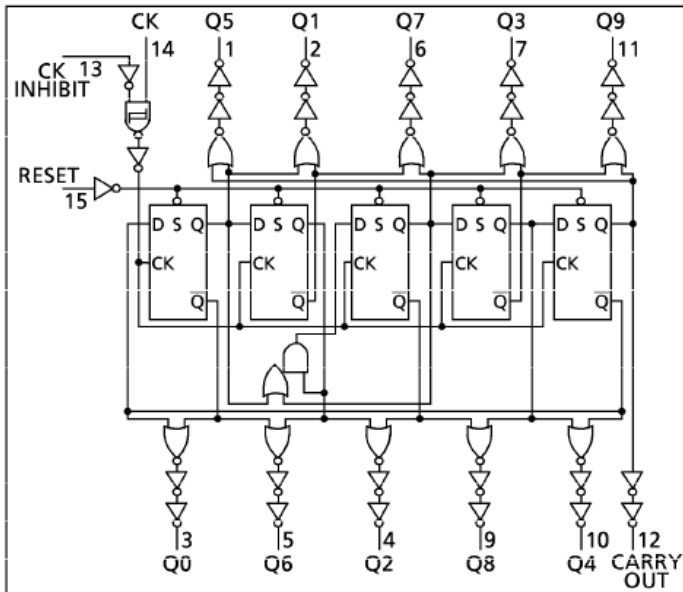 CK Q5 Q1 Q7 Q3 Q9
14 1 2 6 7 11
CK 13
INHIBIT
RESET
15
D S Q D S Q D S Q D S Q D S Q
CK CK CK CK CK
Q Q Q Q Q
3 5 4 9 10 12
Q0 Q6 Q2 Q8 Q4 CARRY
OUT